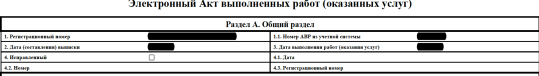 Электронный Акт выполненных работ (оказанных услуг)
Раздел А. Общий раздел
1. Регистрационный номер
1.1. Номер АВР из учетной системы
2. Дата (составления) выписки
3. Дата выполнения работ (оказания услуг)
4. Исправленный
4.1. Дата
4.2. Номер
4.3. Регистрационный номер